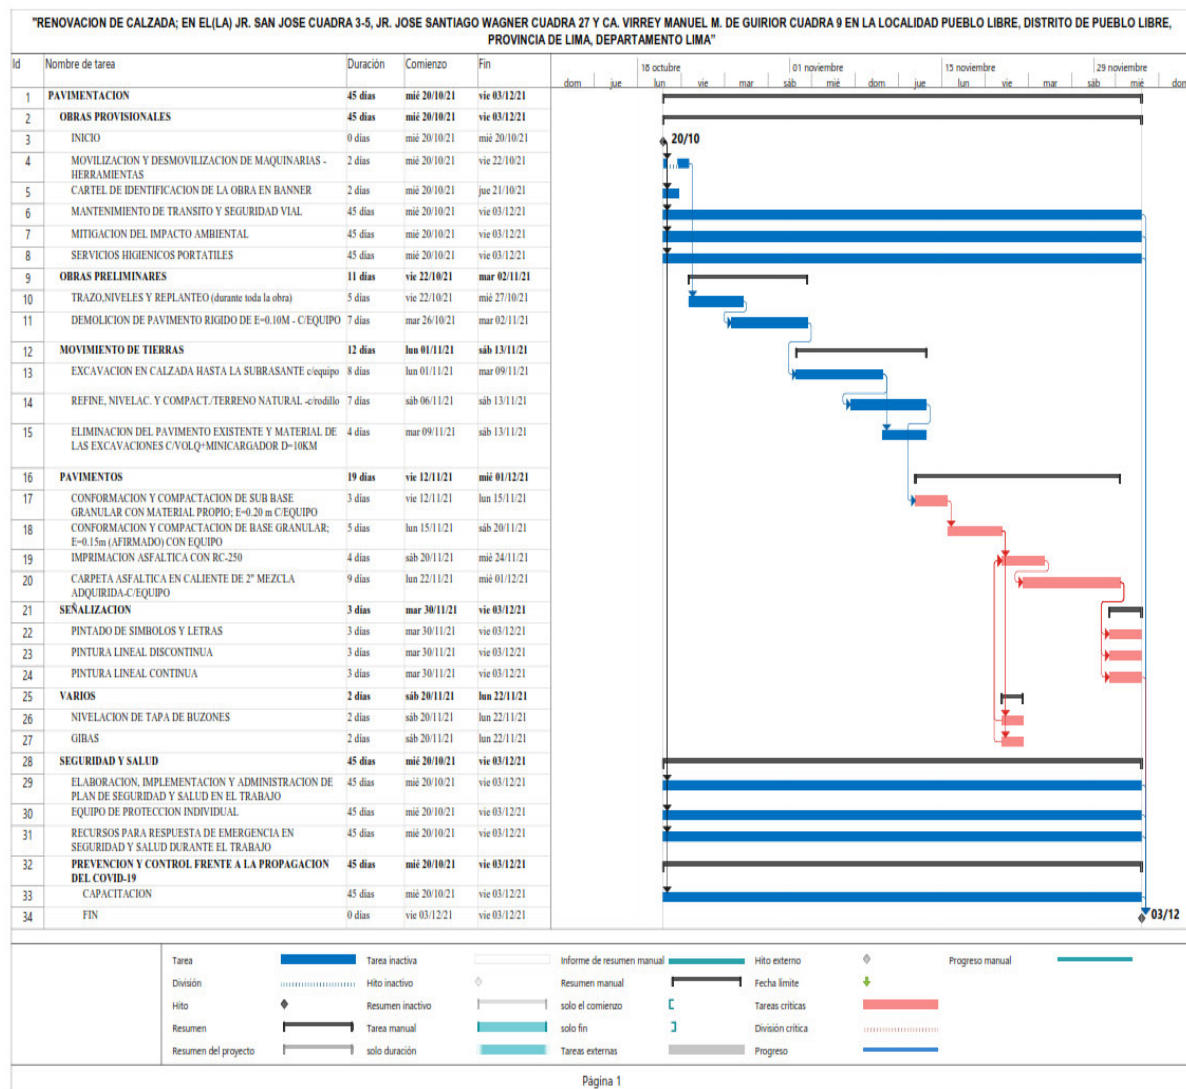 "RENOVACION DE CALZADA; EN EL(LA) JR. SAN JOSE CUADRA 3-5, JR. JOSE SANTIAGO WAGNER CUADRA 27 Y CA. VIRREY MANUEL M. DE GUIRIOR CUADRA 9 EN LA LOCALIDAD PUEBLO LIBRE, DISTRITO DE PUEBLO LIBRE,
PROVINCIA DE LIMA, DEPARTAMENTO LIMA"
Id Nombre de tarea Duración Comienzo Fin
18 octubre 01 noviembre 15 noviembre 29 noviembre
dom jue lun vie mar sáb mié dom jue lun vie mar sáb mié dom
1 PAVIMENTACION 45 días mié 20/10/21 vie 03/12/21
2 OBRAS PROVISIONALES 45 días mié 20/10/21 vie 03/12/21
3 INICIO 0 días mié 20/10/21 mié 20/10/21 20/10
4 MOVILIZACION Y DESMOVILIZACION DE MAQUINARIAS - 2 días mié 20/10/21 vie 22/10/21
HERRAMIENTAS
5 CARTEL DE IDENTIFICACION DE LA OBRA EN BANNER 2 días mié 20/10/21 jue 21/10/21
6 MANTENIMIENTO DE TRANSITO Y SEGURIDAD VIAL 45 días mié 20/10/21 vie 03/12/21
7 MITIGACION DEL IMPACTO AMBIENTAL 45 días mié 20/10/21 vie 03/12/21
8 SERVICIOS HIGIENICOS PORTATILES 45 días mié 20/10/21 vie 03/12/21
9 OBRAS PRELIMINARES 11 días vie 22/10/21 mar 02/11/21
10 TRAZO,NIVELES Y REPLANTEO (durante toda la obra) 5 días vie 22/10/21 mié 27/10/21
11 DEMOLICION DE PAVIMENTO RIGIDO DE E=0.10M - C/EQUIPO 7 días mar 26/10/21 mar 02/11/21
12 MOVIMIENTO DE TIERRAS 12 días lun 01/11/21 sáb 13/11/21
13 EXCAVACION EN CALZADA HASTA LA SUBRASANTE c/equipo 8 días lun 01/11/21 mar 09/11/21
14 REFINE, NIVELAC. Y COMPACT./TERRENO NATURAL -c/rodillo 7 días sáb 06/11/21 sáb 13/11/21
15 ELIMINACION DEL PAVIMENTO EXISTENTE Y MATERIAL DE 4 días mar 09/11/21 sáb 13/11/21
LAS EXCAVACIONES C/VOLQ+MINICARGADOR D=10KM
16 PAVIMENTOS 19 días vie 12/11/21 mié 01/12/21
17 CONFORMACION Y COMPACTACION DE SUB BASE 3 días vie 12/11/21 lun 15/11/21
GRANULAR CON MATERIAL PROPIO; E=0.20 m C/EQUIPO
18 CONFORMACION Y COMPACTACION DE BASE GRANULAR; 5 días lun 15/11/21 sáb 20/11/21
E=0.15m (AFIRMADO) CON EQUIPO
19 IMPRIMACION ASFALTICA CON RC-250 4 días sáb 20/11/21 mié 24/11/21
20 CARPETA ASFALTICA EN CALIENTE DE 2" MEZCLA 9 días lun 22/11/21 mié 01/12/21
ADQUIRIDA-C/EQUIPO
21 SEÑALIZACION 3 días mar 30/11/21 vie 03/12/21
22 PINTADO DE SIMBOLOS Y LETRAS 3 días mar 30/11/21 vie 03/12/21
23 PINTURA LINEAL DISCONTINUA 3 días mar 30/11/21 vie 03/12/21
24 PINTURA LINEAL CONTINUA 3 días mar 30/11/21 vie 03/12/21
25 VARIOS 2 días sáb 20/11/21 lun 22/11/21
26 NIVELACION DE TAPA DE BUZONES 2 días sáb 20/11/21 lun 22/11/21
27 GIBAS 2 días sáb 20/11/21 lun 22/11/21
28 SEGURIDAD Y SALUD 45 días mié 20/10/21 vie 03/12/21
29 ELABORACION, IMPLEMENTACION Y ADMINISTRACION DE 45 días mié 20/10/21 vie 03/12/21
PLAN DE SEGURIDAD Y SALUD EN EL TRABAJO
30 EQUIPO DE PROTECCION INDIVIDUAL 45 días mié 20/10/21 vie 03/12/21
31 RECURSOS PARA RESPUESTA DE EMERGENCIA EN 45 días mié 20/10/21 vie 03/12/21
SEGURIDAD Y SALUD DURANTE EL TRABAJO
32 PREVENCION Y CONTROL FRENTE A LA PROPAGACION 45 días mié 20/10/21 vie 03/12/21
DEL COVID-19
33 CAPACITACION 45 días mié 20/10/21 vie 03/12/21
34 FIN 0 días vie 03/12/21 vie 03/12/21 03/12
Tarea Tarea inactiva Informe de resumen manual Hito externo Progreso manual
División Hito inactivo Resumen manual Fecha límite
Hito Resumen inactivo solo el comienzo Tareas críticas
Resumen Tarea manual solo fin División crítica
Resumen del proyecto solo duración Tareas externas Progreso
Página 1